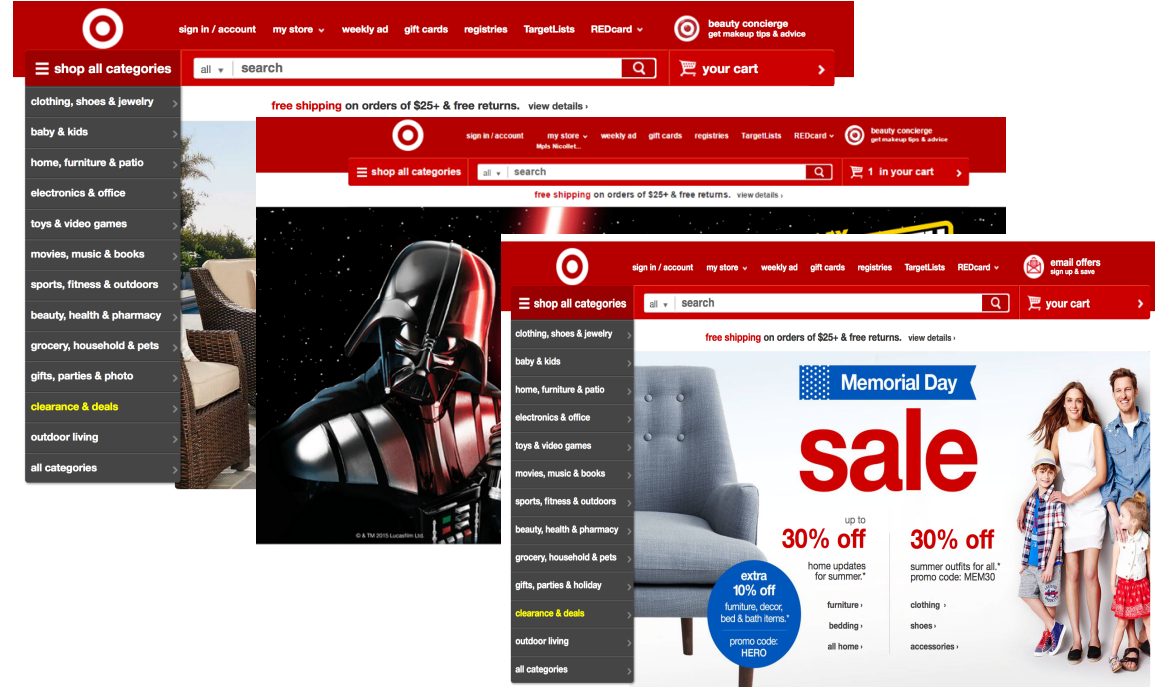 sign in / account my store weekly ad gift cards registries TargetLists REDcard
beauty concierge
get makeup tips & advice
shop all categories
all search
your cart
clothing, shoes & jewelry
baby & kids
home, furniture & patio
electronics & office
toys & video games
movies, music & books
sports, fitness & outdoors
beauty, health & pharmacy
grocery, household & pets
gifts, parties & photo
clearance & deals
outdoor living
all categories
free shipping on orders of $25+ & free returns. view details ›
sign in / account my store weekly ad gift cards registries TargetLists REDcard
Mpls Nicollet...
beauty concierge
get makeup tips & advice
shop all categories
all search
1 in your cart
free shipping on orders of $25+ & free returns. view details ›
© & TM 2015 Lucasfilm Ltd.
sign in / account my store weekly ad gift cards registries TargetLists REDcard
email offers
sign up & save
shop all categories
all search
your cart
clothing, shoes & jewelry
baby & kids
home, furniture & patio
electronics & office
toys & video games
movies, music & books
sports, fitness & outdoors
beauty, health & pharmacy
grocery, household & pets
gifts, parties & holiday
clearance & deals
outdoor living
all categories
free shipping on orders of $25+ & free returns. view details ›
Memorial Day
sale
up to
30% off
home updates
for summer.*
furniture ›
bedding ›
all home ›
30% off
summer outfits for all.*
promo code: MEM30
clothing ›
shoes ›
accessories ›
extra
10% off
furniture, decor,
bed & bath items.*
promo code:
HERO